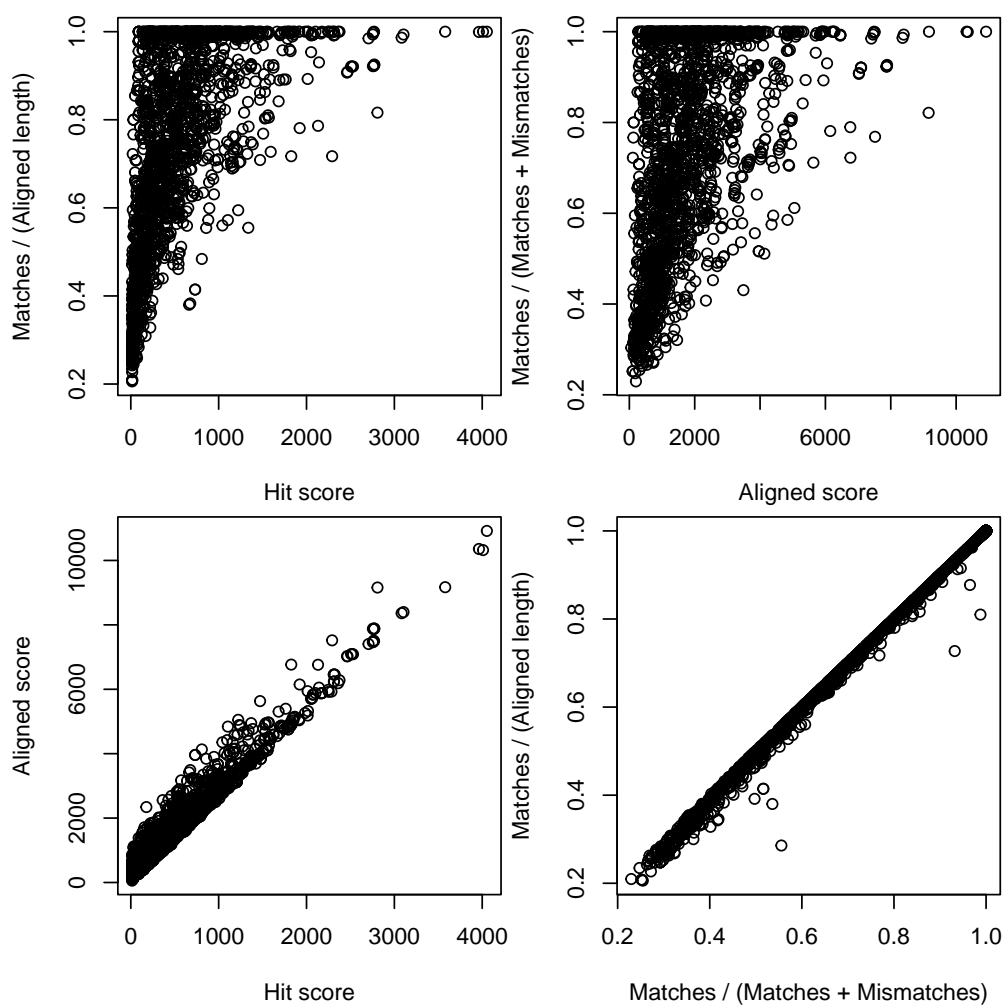 Matches / (Aligned length)
1.0
0.8
0.6
0.4
0.2
0 1000 2000 3000 4000
Hit score
Matches / (Matches + Mismatches)
1.0
0.8
0.6
0.4
0.2
0 2000 6000 10000
Aligned score
Aligned score
10000
6000
2000
0
0 1000 2000 3000 4000
Hit score
Matches / (Aligned length)
1.0
0.8
0.6
0.4
0.2
0.2 0.4 0.6 0.8 1.0
Matches / (Matches + Mismatches)